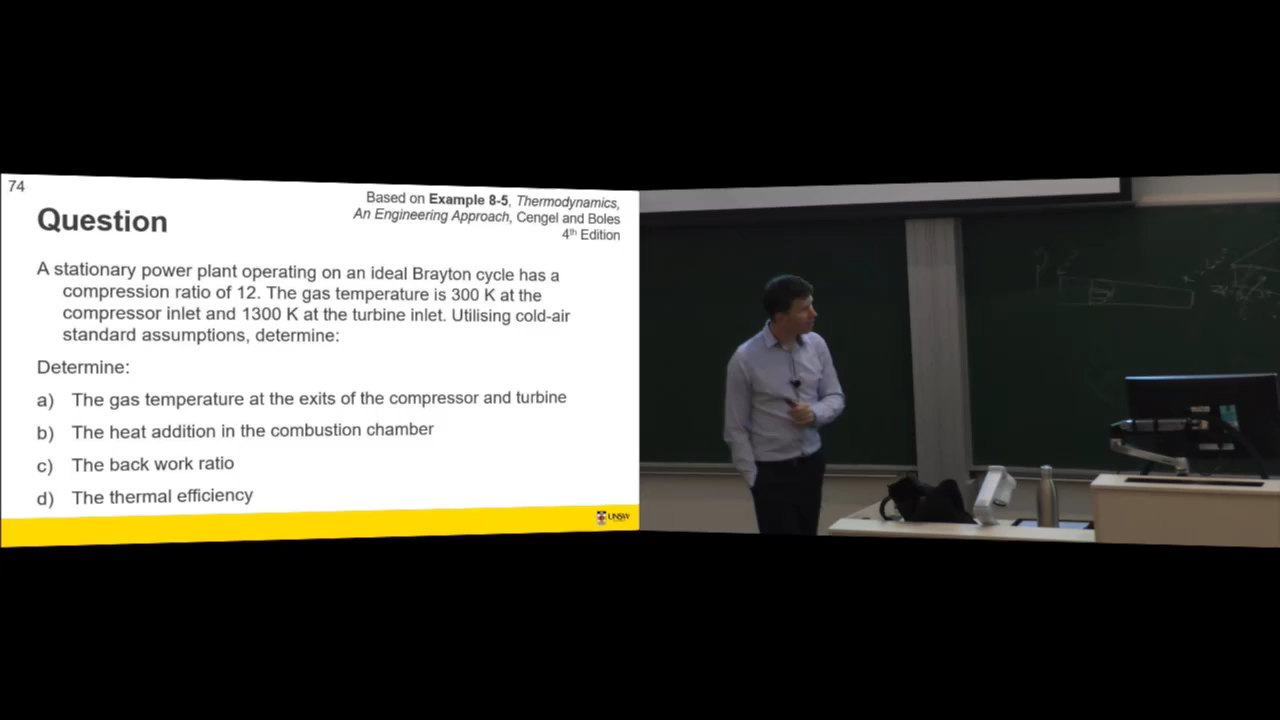 74
Based on Example 8-5, Thermodynamics,
An Engineering Approach, Cengel and Boles
4th Edition
Question
A stationary power plant operating on an ideal Brayton cycle has a
compression ratio of 12. The gas temperature is 300 K at the
compressor inlet and 1300 K at the turbine inlet. Utilising cold-air
standard assumptions, determine:
Determine:
a) The gas temperature at the exits of the compressor and turbine
b) The heat addition in the combustion chamber
c) The back work ratio
d) The thermal efficiency
UNSW